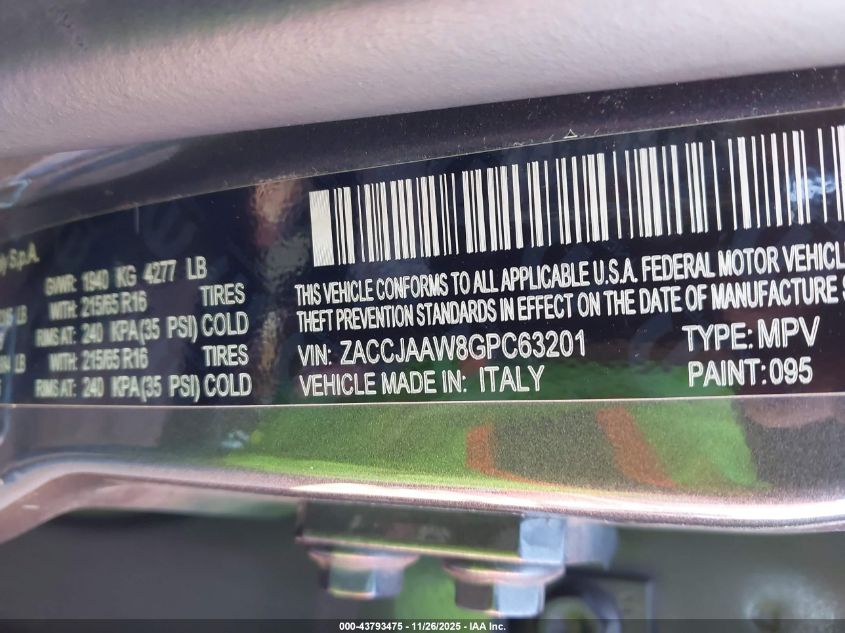 S.p.A.
GVWR: 1940 KG 4277 LB
LB WITH: 215/65 R16 TIRES
RIMS AT: 240 KPA(35 PSI) COLD
LB WITH: 215/65 R16 TIRES
RIMS AT: 240 KPA(35 PSI) COLD
THIS VEHICLE CONFORMS TO ALL APPLICABLE U.S.A. FEDERAL MOTOR VEHICLE
THEFT PREVENTION STANDARDS IN EFFECT ON THE DATE OF MANUFACTURE S
VIN: ZACCJAAW8GPC63201 TYPE: MPV
VEHICLE MADE IN: ITALY PAINT: 095
000-43793475 - 11/26/2025 - IAA Inc.